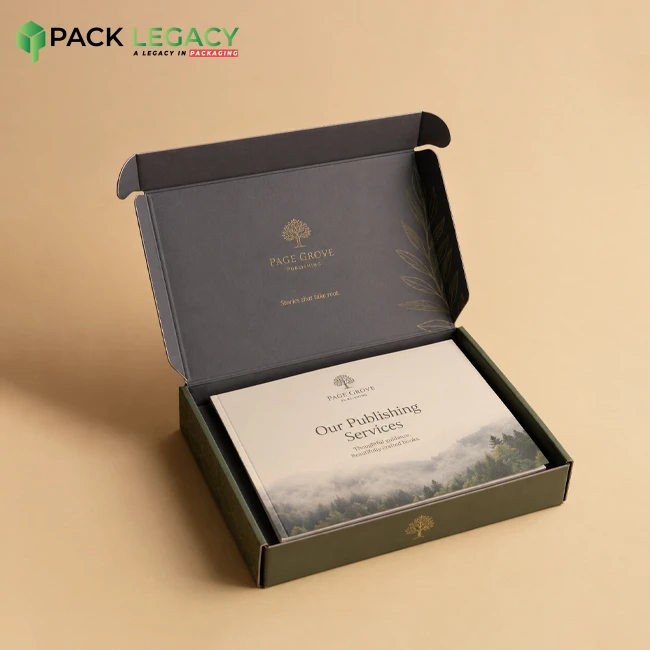 PACK LEGACY
A LEGACY IN PACKAGING
PAGE GROVE
PUBLISHING
Stories that take root.
PAGE GROVE
PUBLISHING
Our Publishing
Services
Thoughtful guidance.
Beautifully crafted books.